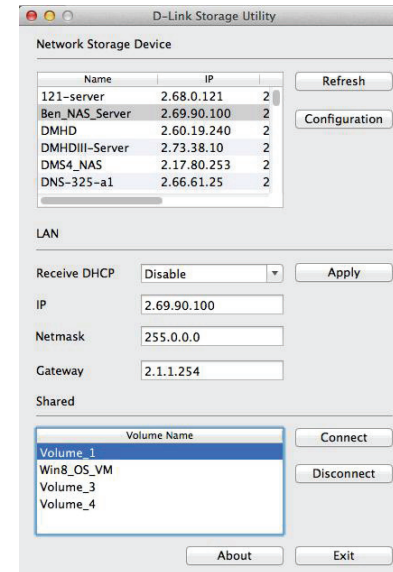 D-Link Storage Utility
Network Storage Device
Name IP
Refresh
121-server 2.68.0.121 2
Ben_NAS_Server 2.69.90.100 2
Configuration
DMHD 2.60.19.240 2
DMHDIII-Server 2.73.38.10 2
DMS4_NAS 2.17.80.253 2
DNS-325-a1 2.66.61.25 2
LAN
Receive DHCP Disable Apply
IP 2.69.90.100
Netmask 255.0.0.0
Gateway 2.1.1.254
Shared
Volume Name Connect
Volume_1
Win8_OS_VM Disconnect
Volume_3
Volume_4
About Exit